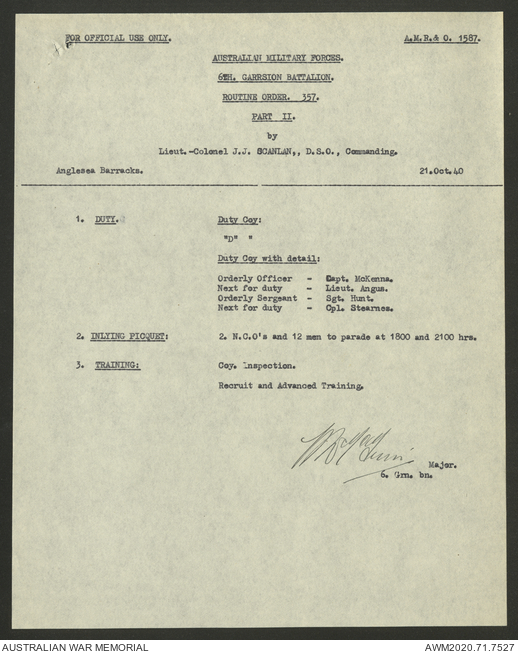 FOR OFFICIAL USE ONLY. A.M.R.& O. 1587.
AUSTRALIAN MILITARY FORCES.
6TH. GARRSION BATTALION.
ROUTINE ORDER. 357.
PART II.
by
Lieut.-Colonel J.J. SCANLAN,, D.S.O., Commanding.
Anglesea Barracks. 21.Oct.40
1. DUTY. Duty Coy:
"D" "
Duty Coy with detail:
Orderly Officer - Capt. McKenna.
Next for duty - Lieut. Angus.
Orderly Sergeant - Sgt. Hunt.
Next for duty - Cpl. Stearnes.
2. INLYING PICQUET: 2. N.C.O's and 12 men to parade at 1800 and 2100 hrs.
3. TRAINING: Coy. Inspection.
Recruit and Advanced Training.
Major.
6. Grn. bn.
AUSTRALIAN WAR MEMORIAL AWM2020.71.7527